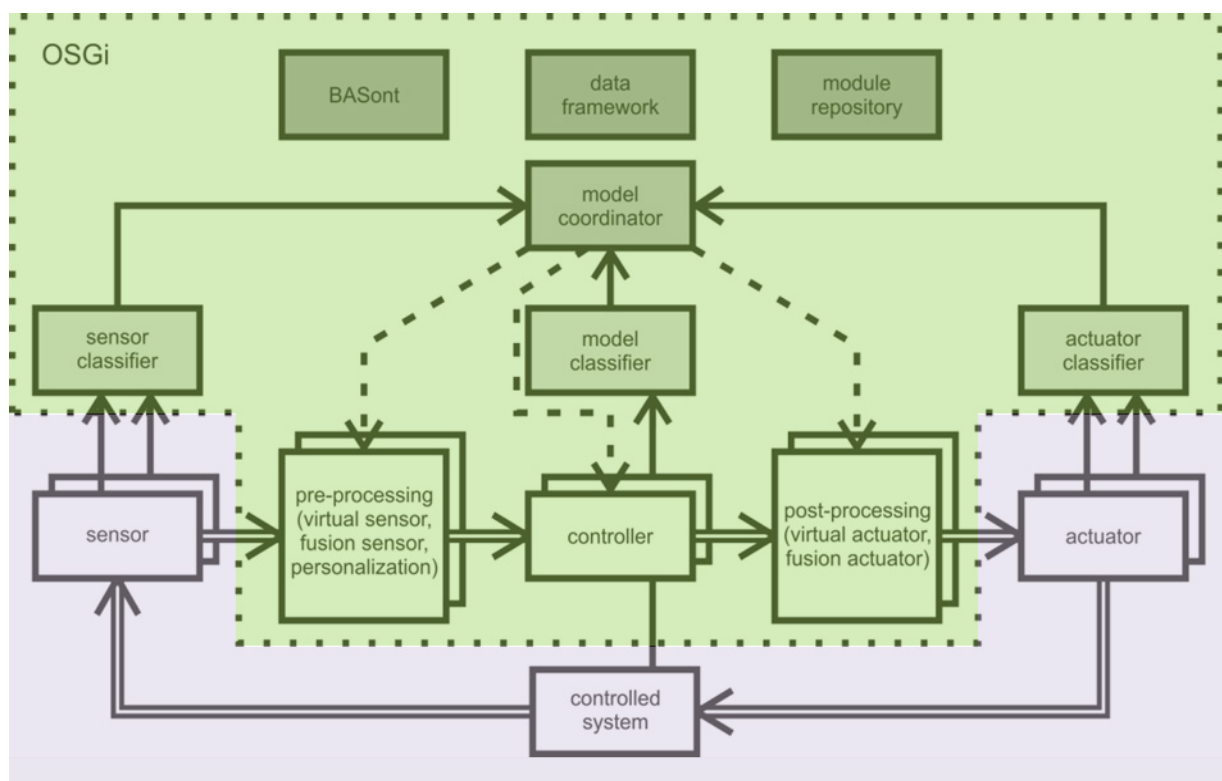 OSGi
BASont
data
framework
module
repository
model
coordinator
sensor
classifier
model
classifier
actuator
classifier
sensor
pre-processing
(virtual sensor,
fusion sensor,
personalization)
controller
post-processing
(virtual actuator,
fusion actuator)
actuator
controlled
system